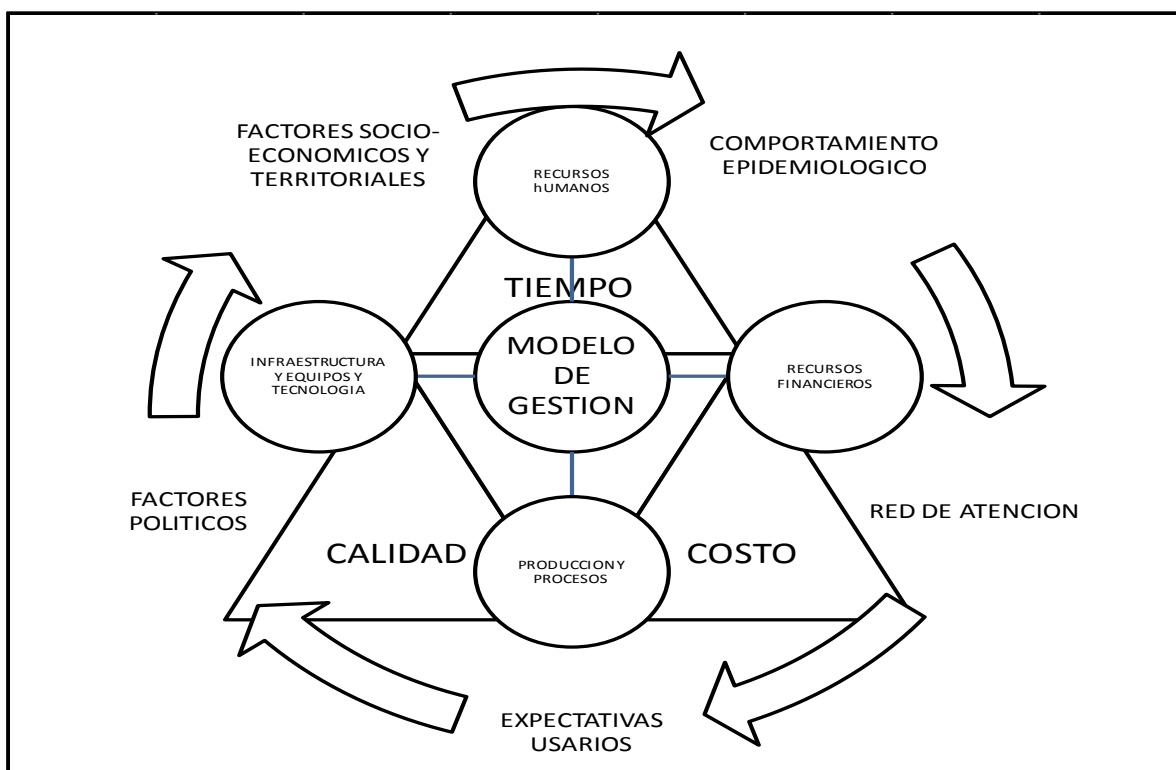 FACTORES SOCIO-
ECONOMICOS Y
TERRITORIALES
COMPORTAMIENTO
EPIDEMIOLOGICO
RECURSOS
hUMANOS
TIEMPO
INFRAESTRUCTURA
Y EQUIPOS Y
TECNOLOGIA
MODELO
DE
GESTION
RECURSOS
FINANCIEROS
FACTORES
POLITICOS
RED DE ATENCION
CALIDAD
PRODUCCION Y
PROCESOS
COSTO
EXPECTATIVAS
USARIOS